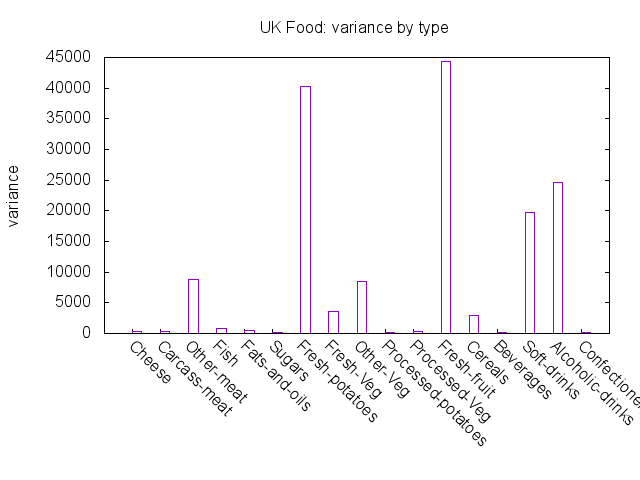 UK Food: variance by type
45000
40000
35000
30000
25000
20000
15000
10000
5000
0
variance
Cheese
Carcass-meat
Other-meat
Fish
Fats-and-oils
Sugars
Fresh-potatoes
Fresh-Veg
Other-Veg
Processed-potatoes
Processed-Veg
Fresh-fruit
Cereals
Beverages
Soft-drinks
Alcoholic-drinks
Confectione